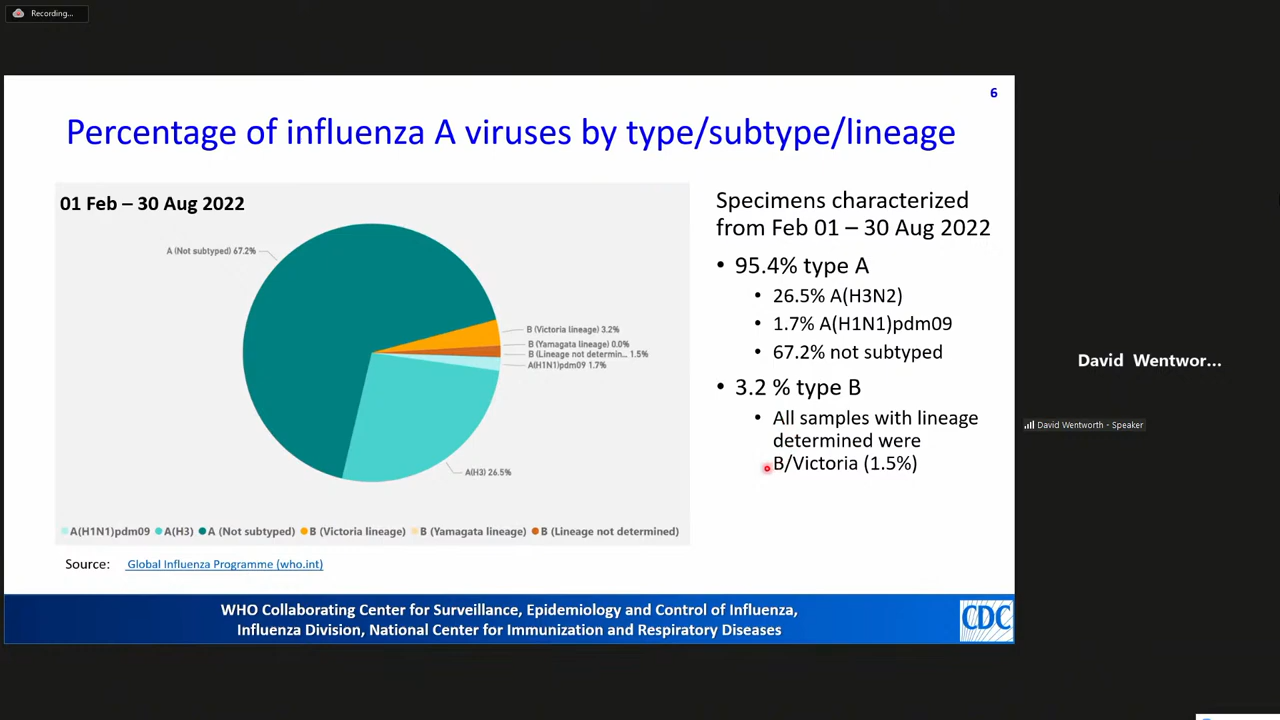 Recording...
6
Percentage of influenza A viruses by type/subtype/lineage
01 Feb – 30 Aug 2022
A (Not subtyped) 67.2%
B (Victoria lineage) 3.2%
B (Yamagata lineage) 0.0%
B (Lineage not determin... 1.5%
A(H1N1)pdm09 1.7%
A(H3) 26.5%
A(H1N1)pdm09 A(H3) A (Not subtyped) B (Victoria lineage) B (Yamagata lineage) B (Lineage not determined)
Source: Global Influenza Programme (who.int)
Specimens characterized
from Feb 01 – 30 Aug 2022
• 95.4% type A
• 26.5% A(H3N2)
• 1.7% A(H1N1)pdm09
• 67.2% not subtyped
• 3.2 % type B
• All samples with lineage
determined were
B/Victoria (1.5%)
WHO Collaborating Center for Surveillance, Epidemiology and Control of Influenza,
Influenza Division, National Center for Immunization and Respiratory Diseases
CDC
David Wentwor...
David Wentworth - Speaker